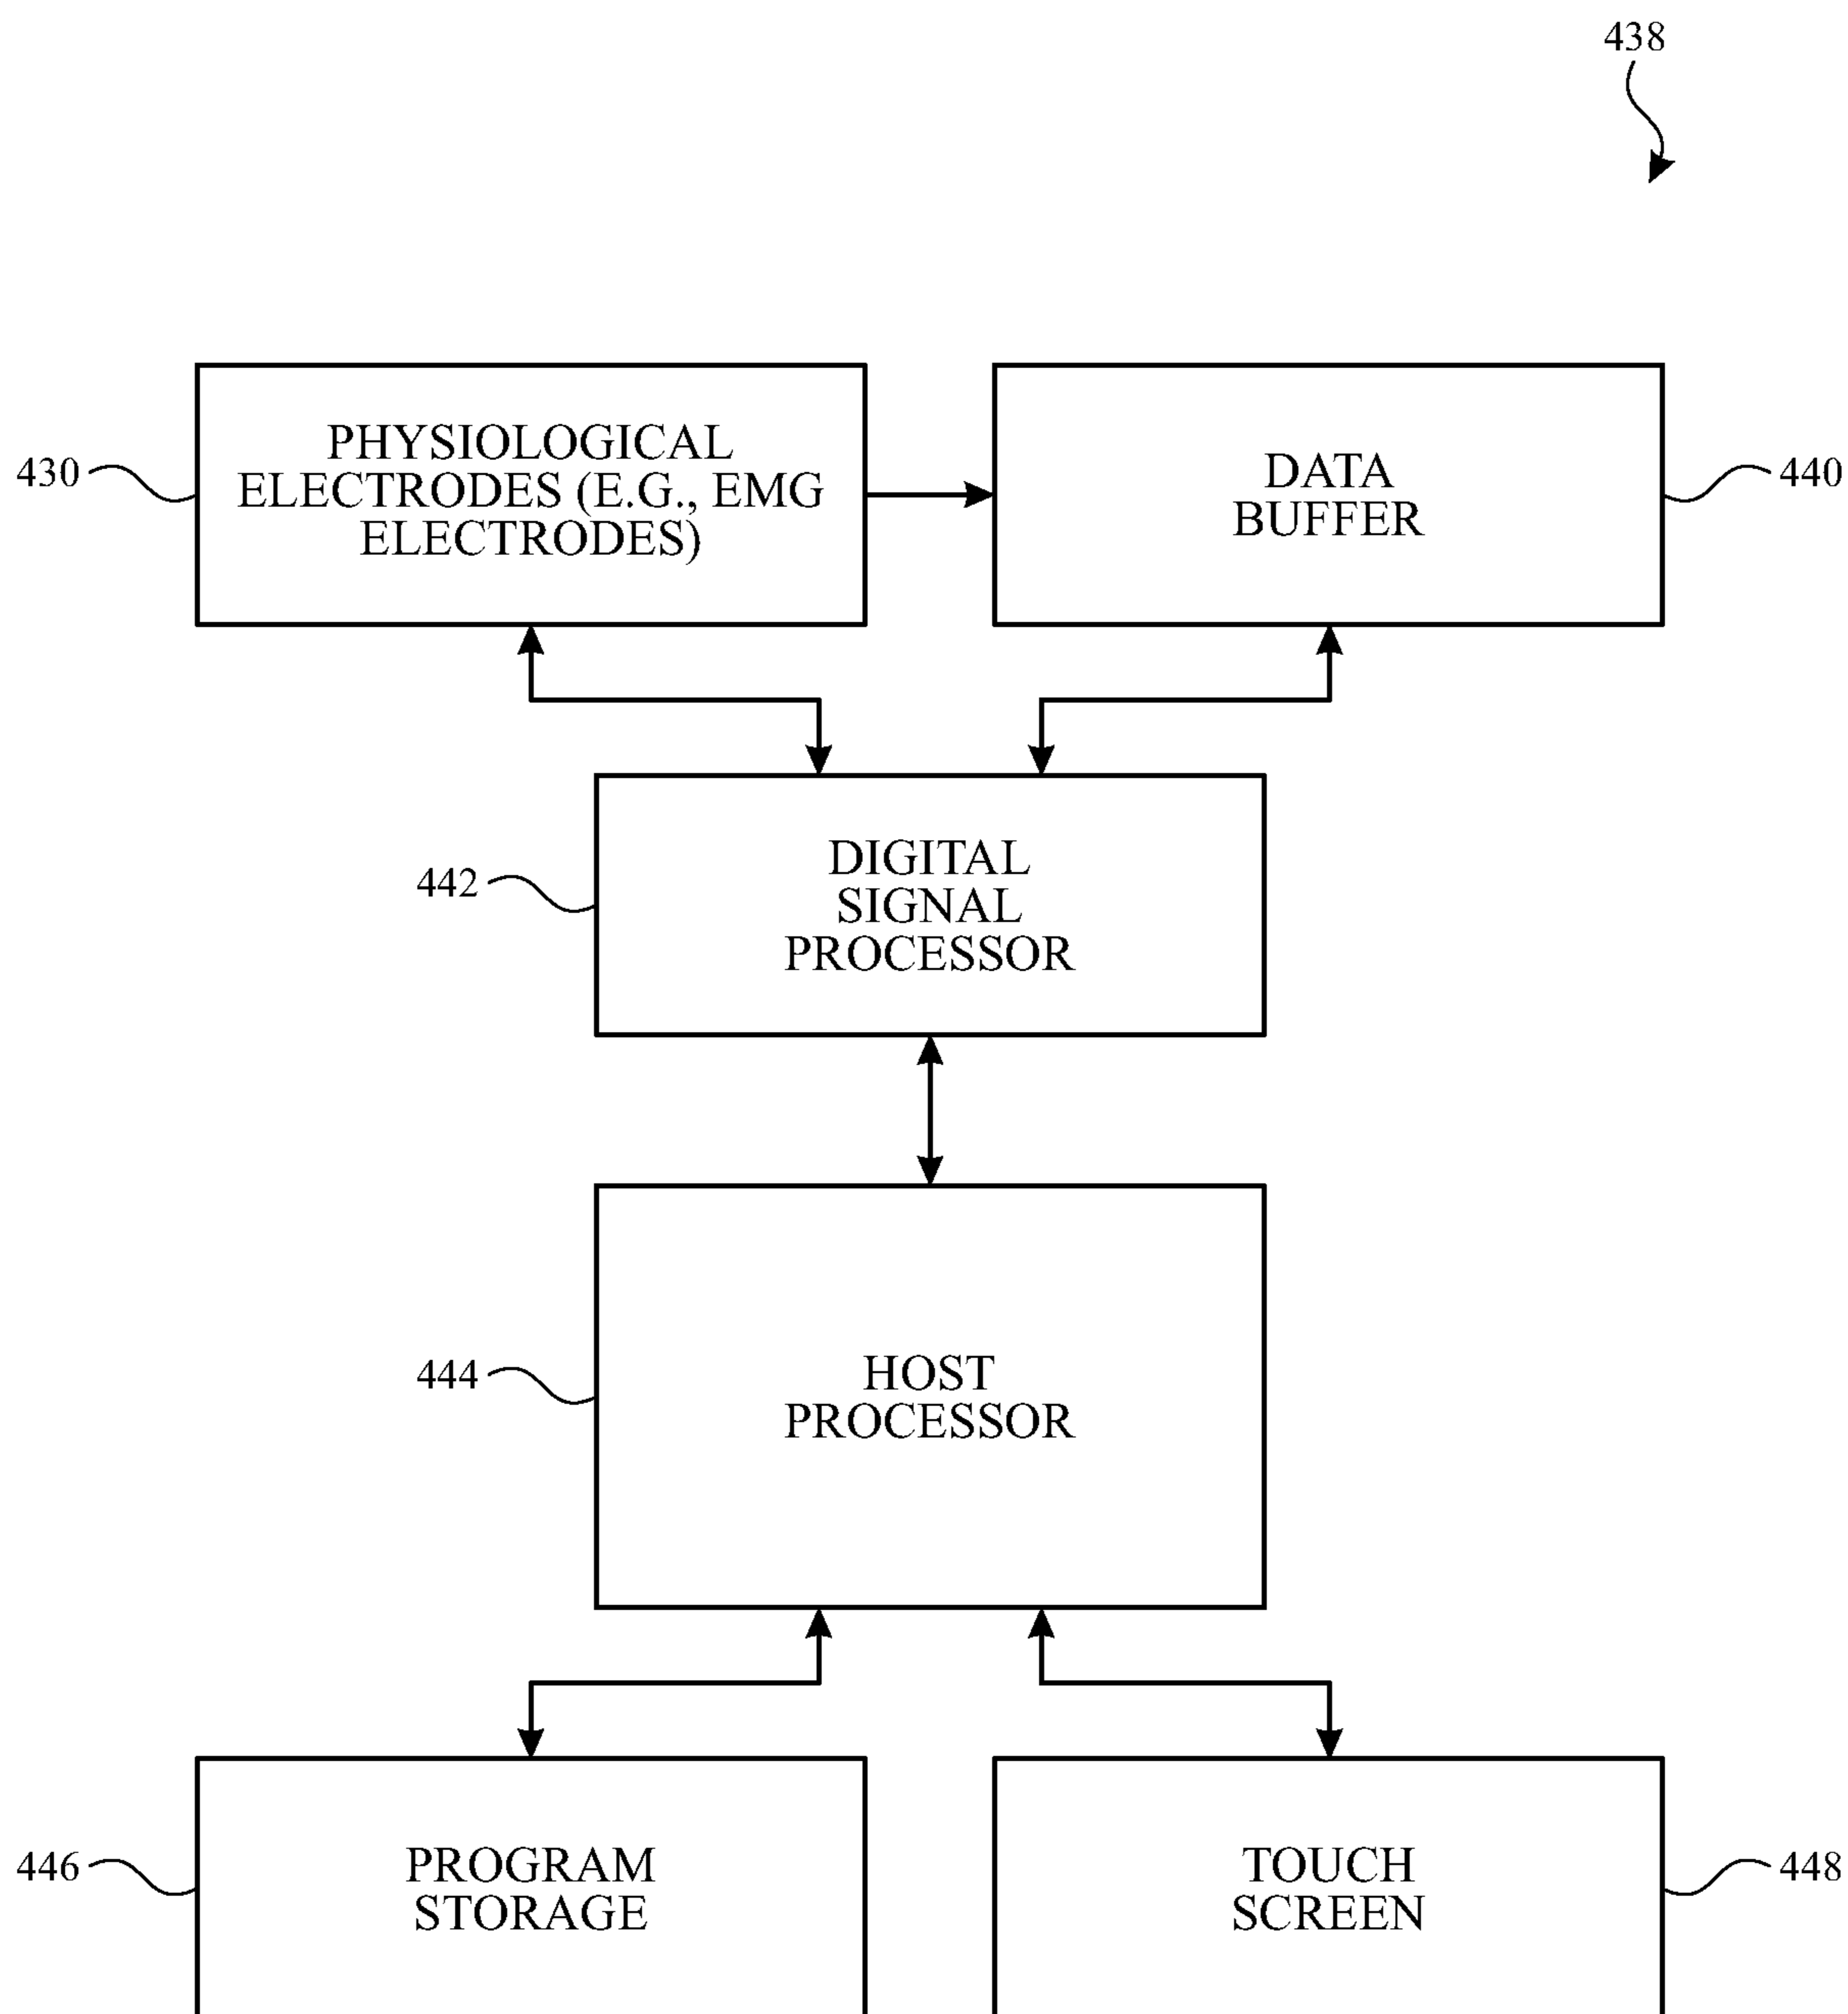 438
PHYSIOLOGICAL
ELECTRODES (E.G., EMG
ELECTRODES)
430
DATA
BUFFER
440
DIGITAL
SIGNAL
PROCESSOR
442
HOST
PROCESSOR
444
PROGRAM
STORAGE
446
TOUCH
SCREEN
448